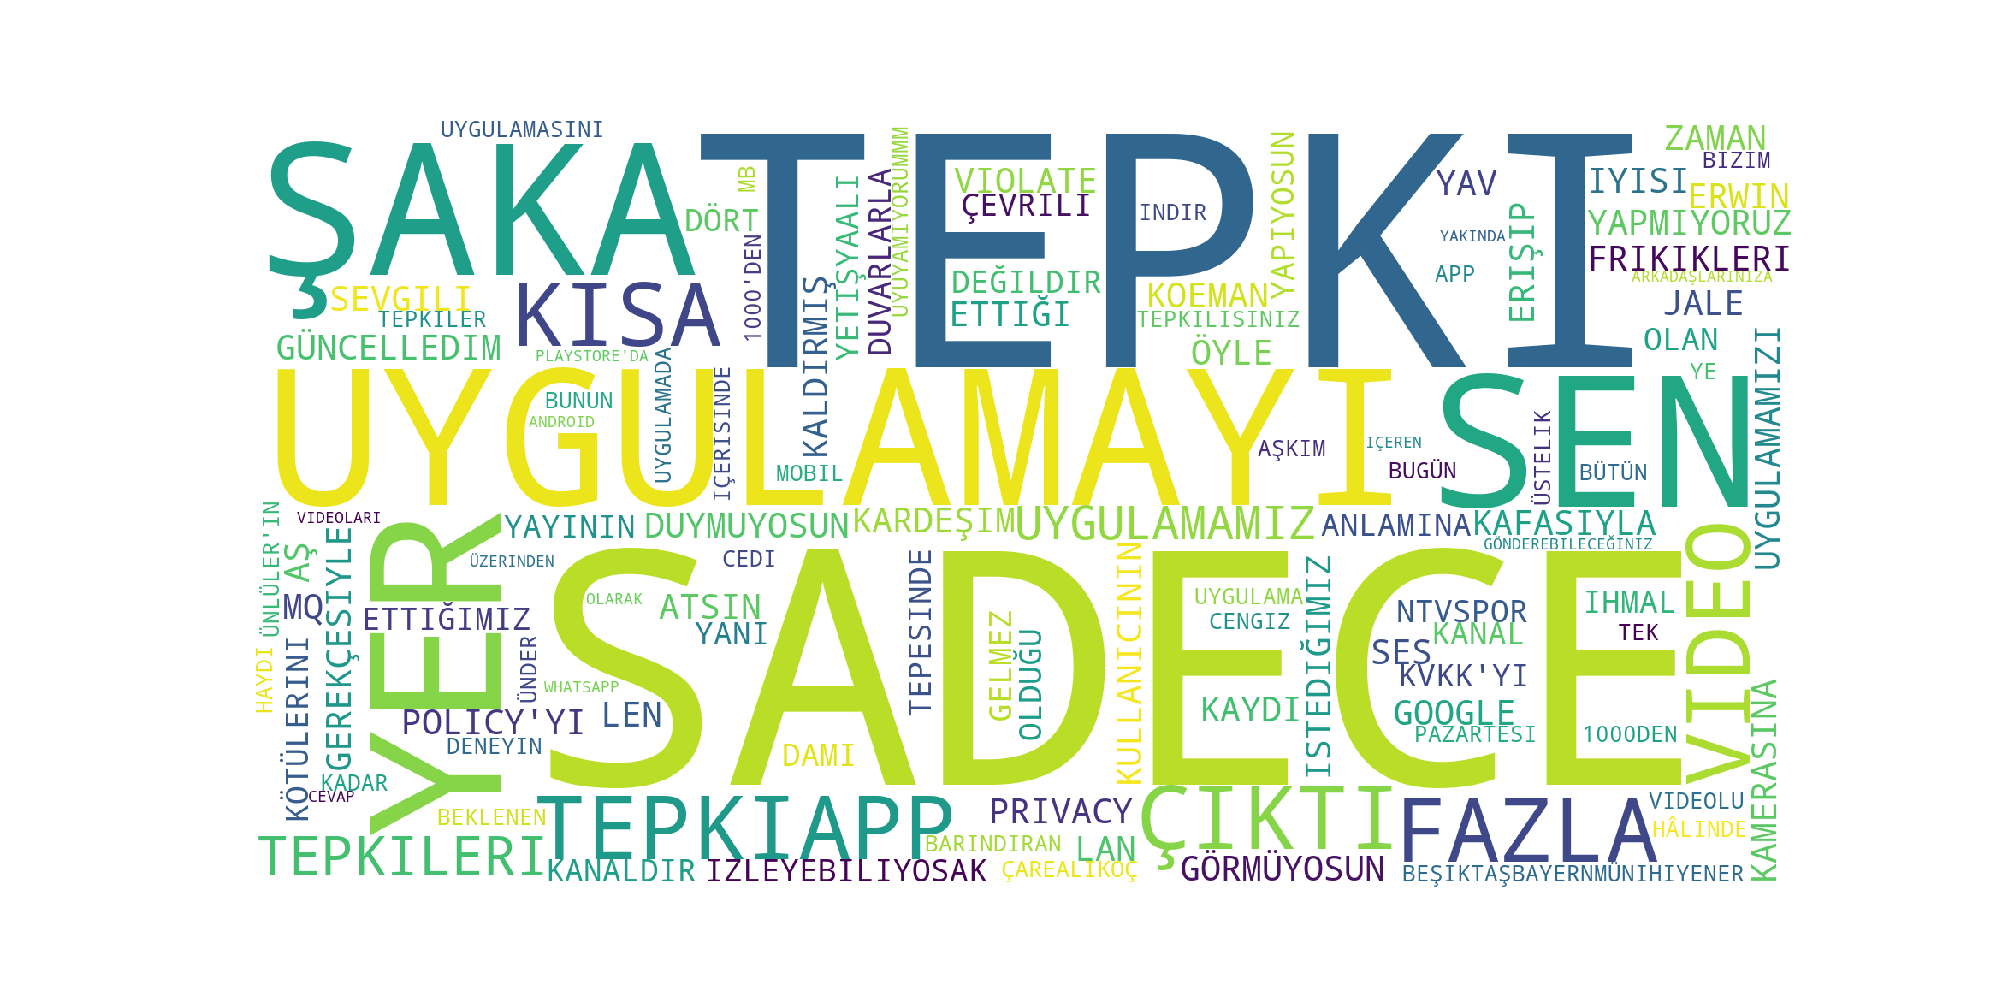 UYGULAMASINI
ŞAKA
TEPKI
ZAMAN
BIZIM
MB
DÖRT
YETİŞYAALI
DUVARLARLA
UYUYAMIYORUMMM
VIOLATE
ÇEVRILI
INDIR
YAPIYOSUN
YAV
IYISI
ERWIN
YAPMIYORUZ
YAKINDA
ERIŞIP
FRIKIKLERI
APP
ARKADAŞLARINIZA
SEVGILI
KISA
1000'DEN
KALDIRMIŞ
DEĞILDIR
KOEMAN
JALE
TEPKILER
ETTIĞI
TEPKILISINIZ
GÜNCELLEDIM
PLAYSTORE'DA
ÖYLE
OLAN
UYGULAMAMIZI
YE
UYGULAMAYI
SEN
UYGULAMADA
IÇERISINDE
BUNUN
ANDROID
MOBIL
AŞKIM
IÇEREN
BUGÜN
ÜSTELIK
BÜTÜN
ÜNLÜLER'IN
VIDEOLARI
YER
YAYININ
DUYMUYOSUN
KARDEŞIM
UYGULAMAMIZ
ANLAMINA
KAFASIYLA
VIDEO
AŞ
GEREKÇESIYLE
ÜZERINDEN
CEDI
SADECE
TEPESINDE
KULLANICININ
ISTEDIĞIMIZ
GÖNDEREBILECEĞINIZ
MQ
ETTIĞIMIZ
OLARAK
ATSIN
YANI
GELMEZ
OLDUĞU
UYGULAMA
CENGIZ
NTVSPOR
KANAL
IHMAL
TEK
SES
KVKK'YI
HAYDI
KÖTÜLERINI
ÜNDER
WHATSAPP
POLICY'YI
LEN
KAYDI
GOOGLE
KAMERASINA
DENEYIN
DAMI
PAZARTESI
1000DEN
KADAR
CEVAP
BEKLENEN
TEPKIAPP
PRIVACY
ÇIKTI
FAZLA
VIDEOLU
HÂLINDE
TEPKILERI
BARINDIRAN
LAN
KANALDIR
IZLEYEBILIYOSAK
ÇAREALIKOÇ
GÖRMÜYOSUN
BEŞIKTAŞBAYERNMÜNIHIYENER